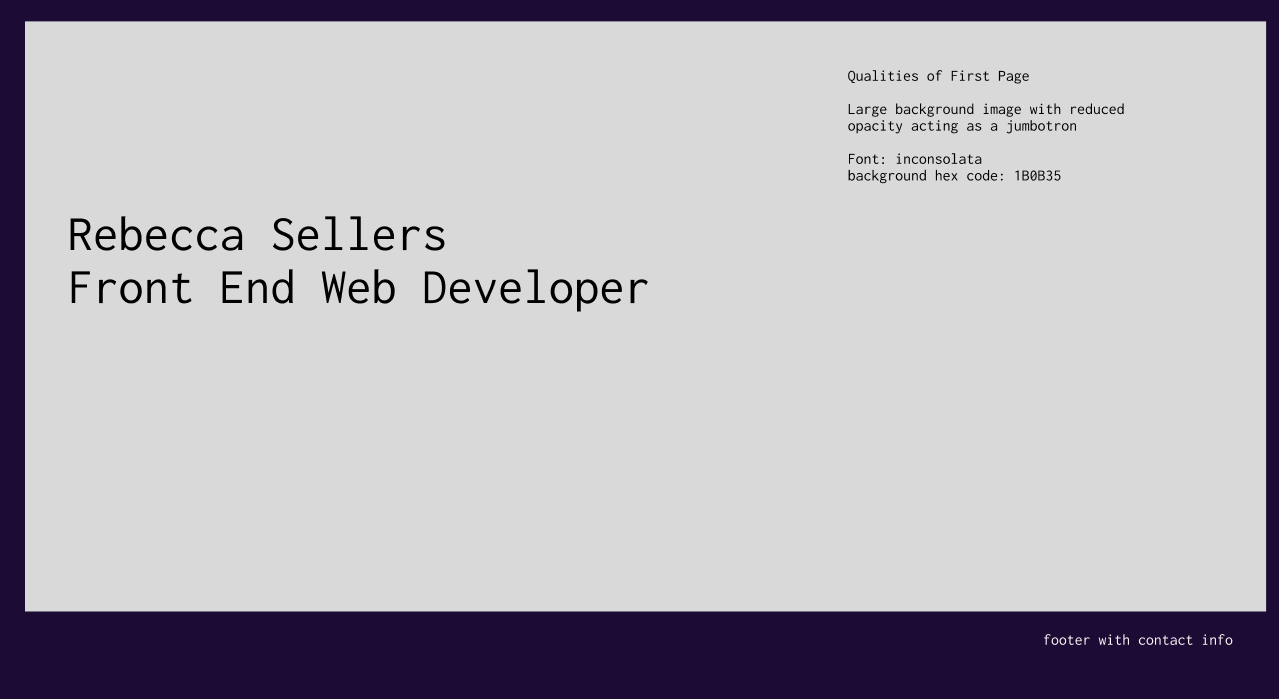 Qualities of First Page
Large background image with reduced
opacity acting as a jumbotron
Font: inconsolata
background hex code: 1B0B35
Rebecca Sellers
Front End Web Developer
footer with contact info